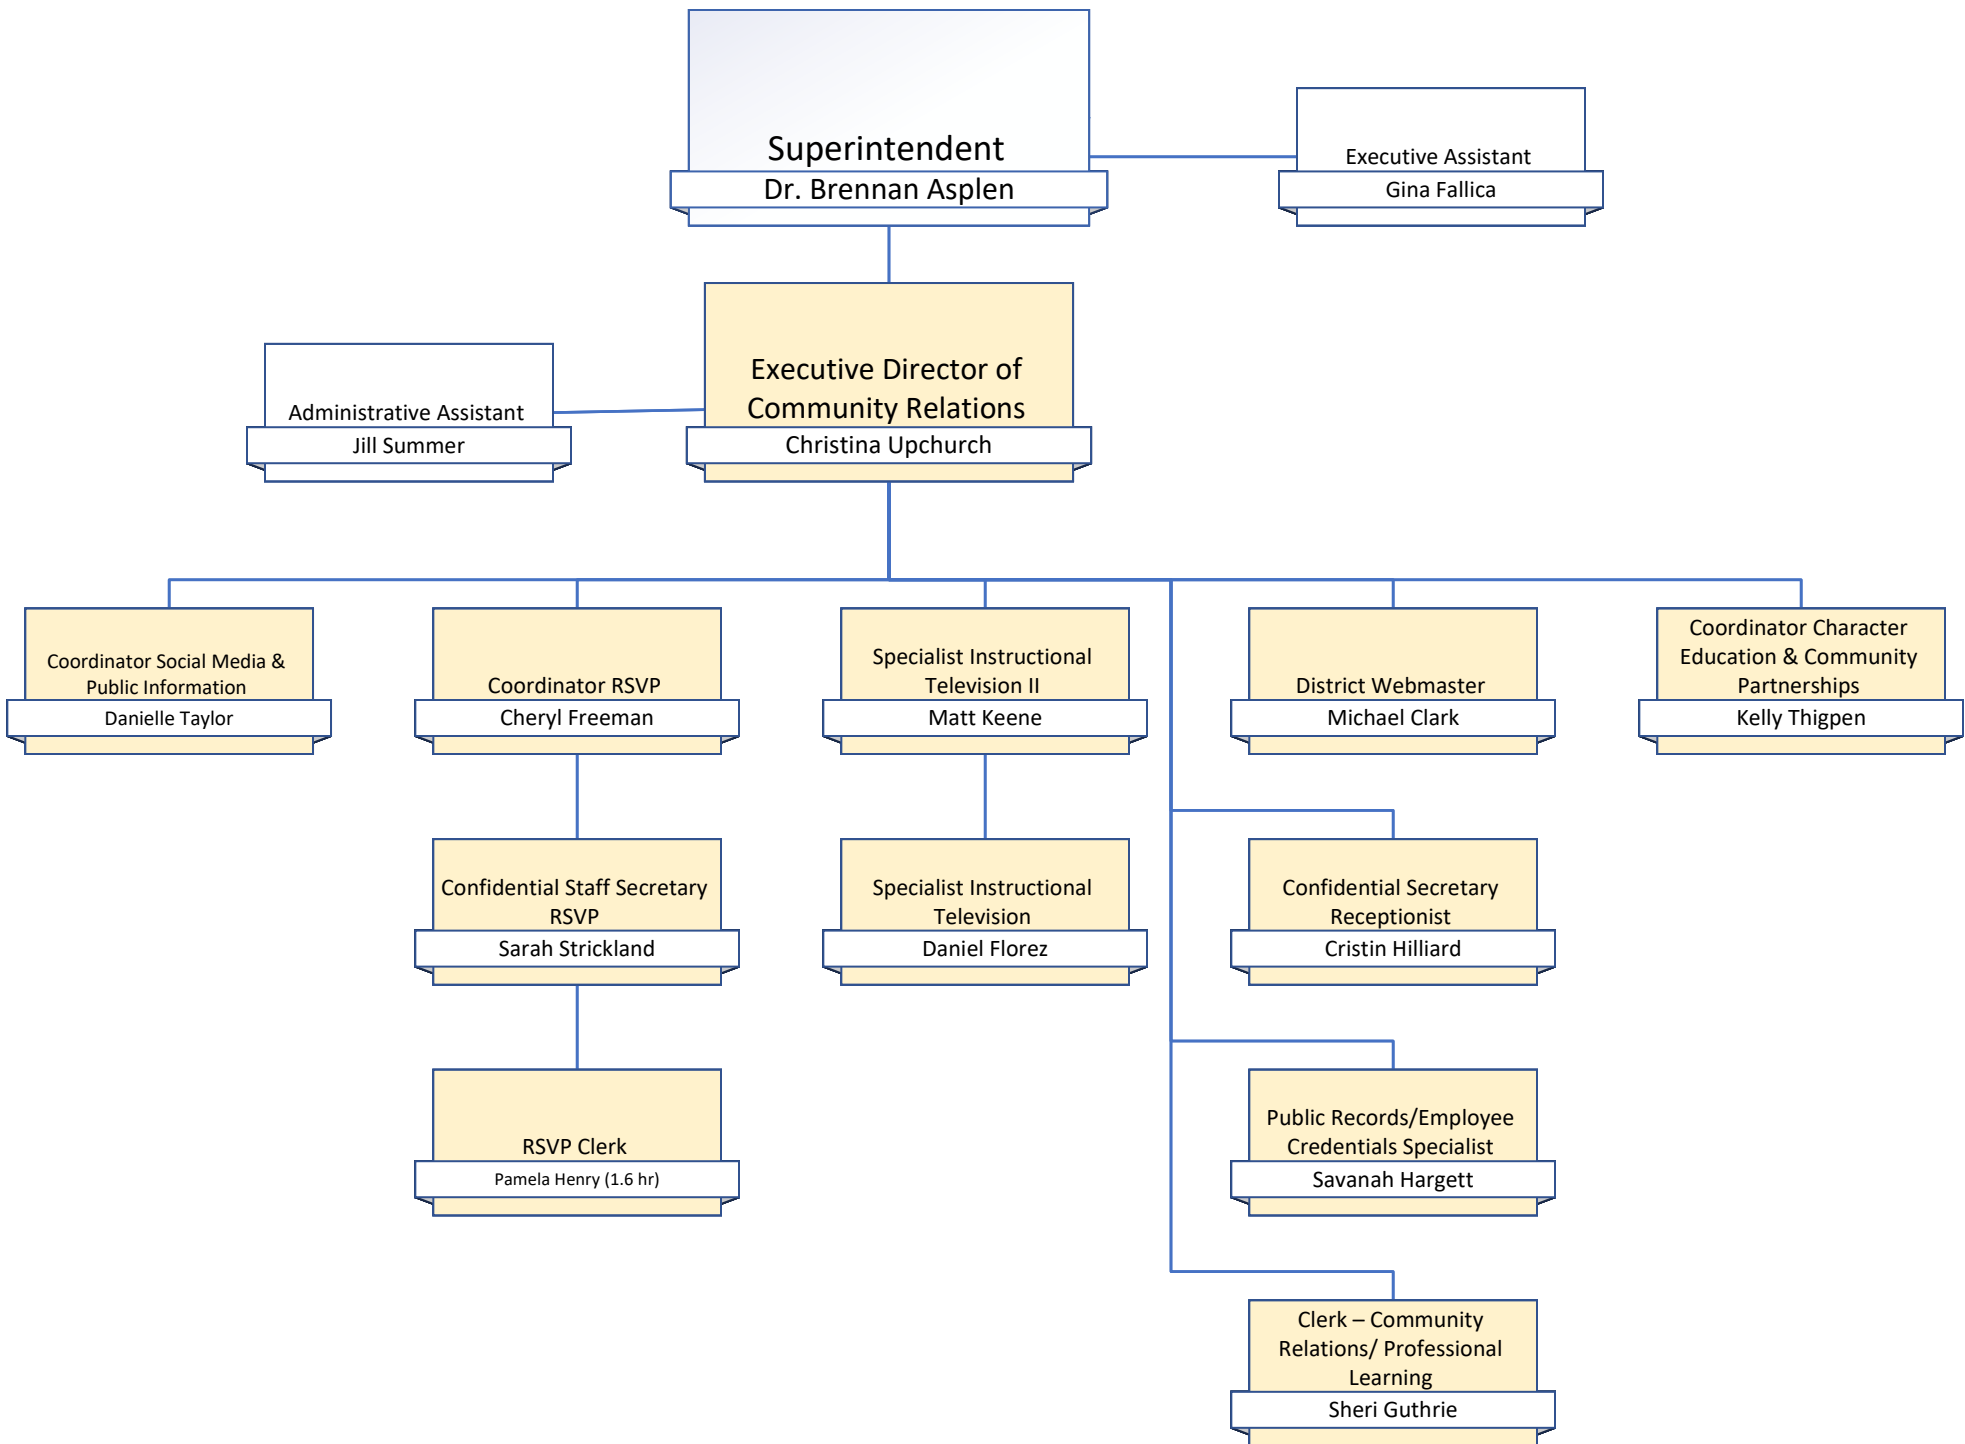 Superintendent
Dr. Brennan Asplen
Executive Assistant
Gina Fallica
Executive Director of
Community Relations
Christina Upchurch
Administrative Assistant
Jill Summer
Coordinator Social Media &
Public Information
Danielle Taylor
Coordinator RSVP
Cheryl Freeman
Specialist Instructional
Television II
Matt Keene
District Webmaster
Michael Clark
Coordinator Character
Education & Community
Partnerships
Kelly Thigpen
Confidential Staff Secretary
RSVP
Sarah Strickland
Specialist Instructional
Television
Daniel Florez
Confidential Secretary
Receptionist
Cristin Hilliard
RSVP Clerk
Pamela Henry (1.6 hr)
Public Records/Employee
Credentials Specialist
Savanah Hargett
Clerk – Community
Relations/ Professional
Learning
Sheri Guthrie